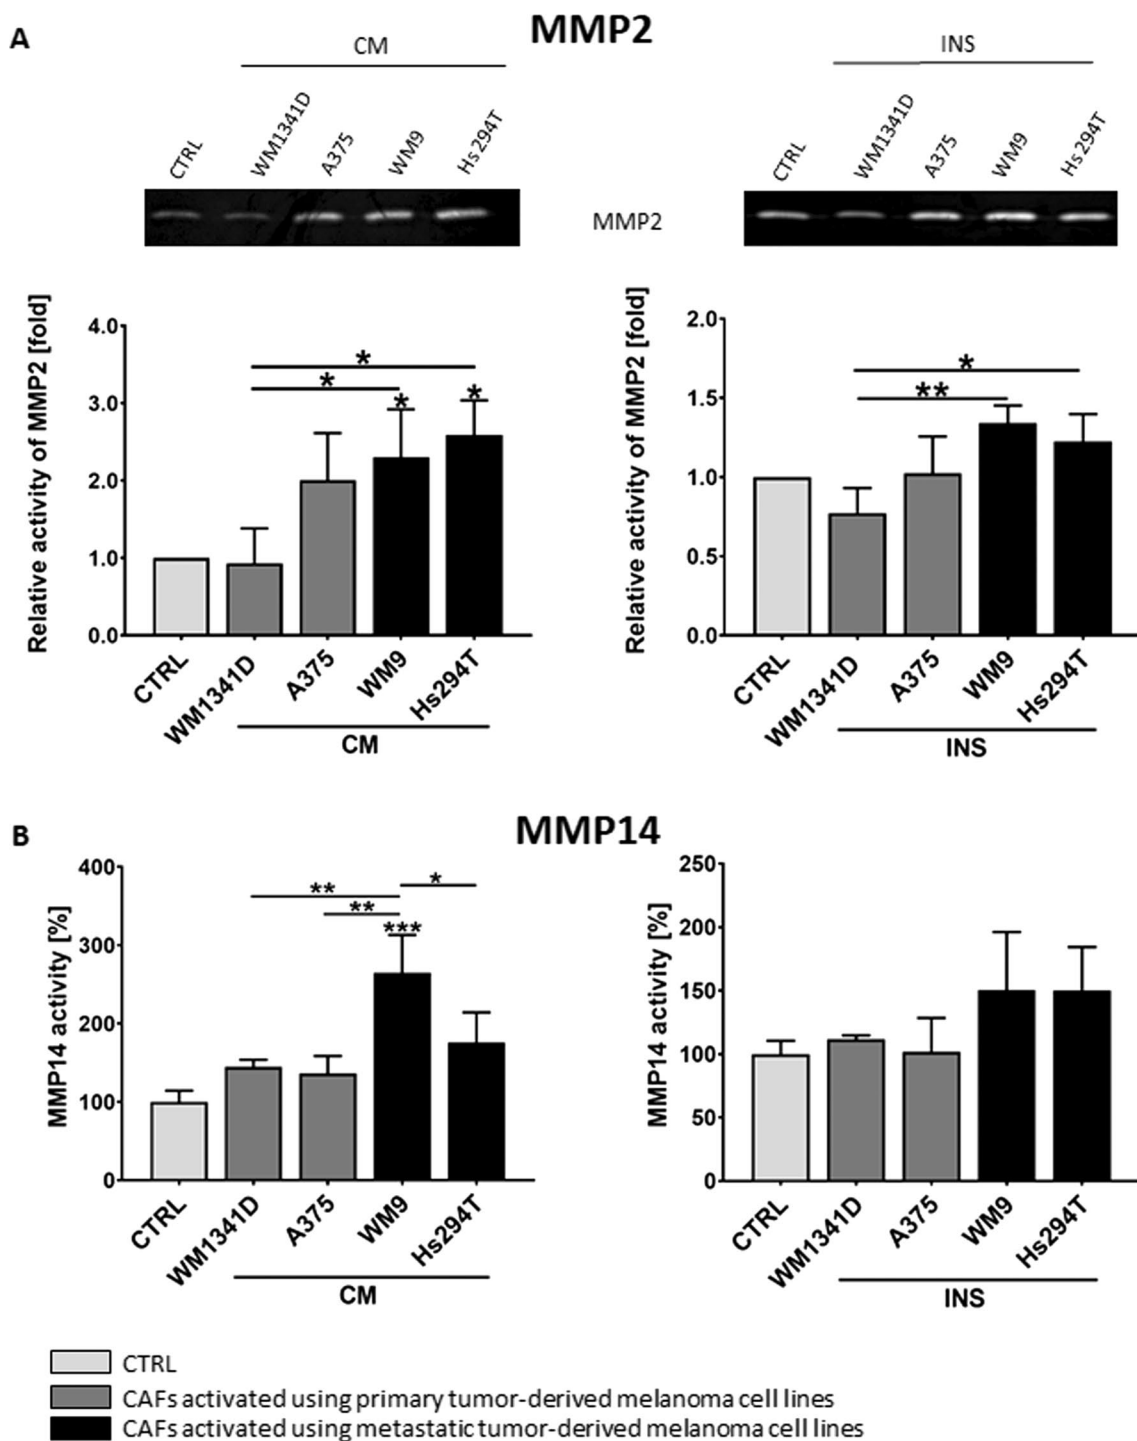 A
MMP2
CM
INS
CTRL
WM1341D
A375
WM9
Hs294T
CTRL
WM1341D
A375
WM9
Hs294T
MMP2
Relative activity of MMP2 [fold]
4.0
3.0
2.0
1.0
0.0
*
*
*
*
CTRL
WM1341D
A375
WM9
Hs294T
CM
Relative activity of MMP2 [fold]
2.0
1.5
1.0
0.5
0.0
*
**
CTRL
WM1341D
A375
WM9
Hs294T
INS
B
MMP14
MMP14 activity [%]
400
300
200
100
0
*
**
**
***
CTRL
WM1341D
A375
WM9
Hs294T
CM
MMP14 activity [%]
250
200
150
100
50
0
CTRL
WM1341D
A375
WM9
Hs294T
INS
CTRL
CAFs activated using primary tumor-derived melanoma cell lines
CAFs activated using metastatic tumor-derived melanoma cell lines